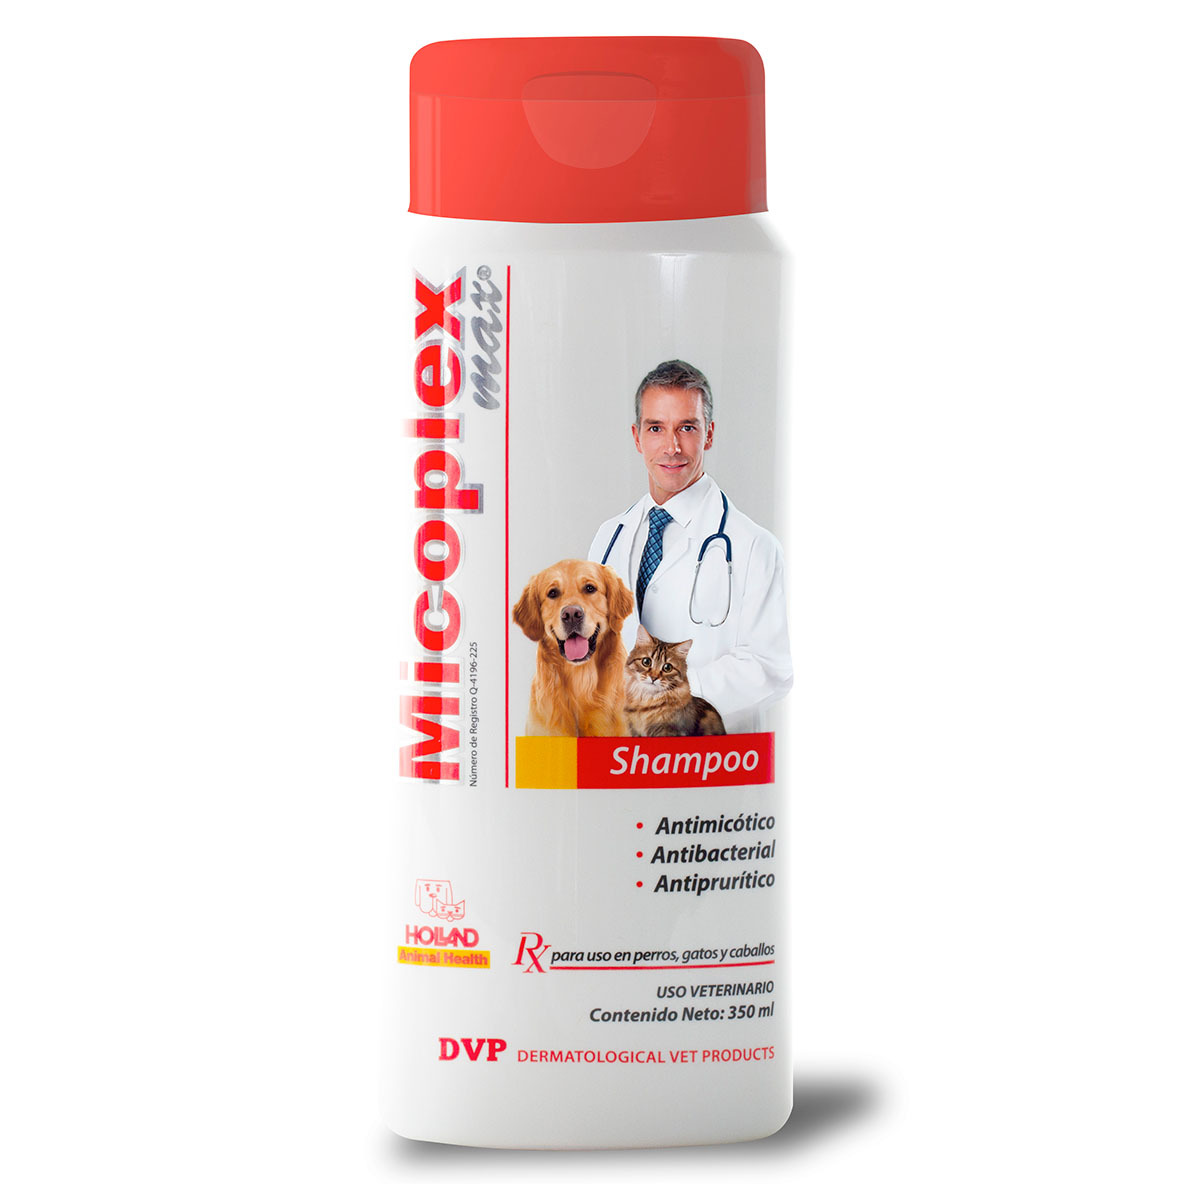 Micoplex
max®
Número de Registro Q-4196-225
Shampoo
• Antimicótico
• Antibacterial
• Antiprurítico
HOLLAND
Animal Health
Rx para uso en perros, gatos y caballos
USO VETERINARIO
Contenido Neto: 350 ml
DVP DERMATOLOGICAL VET PRODUCTS